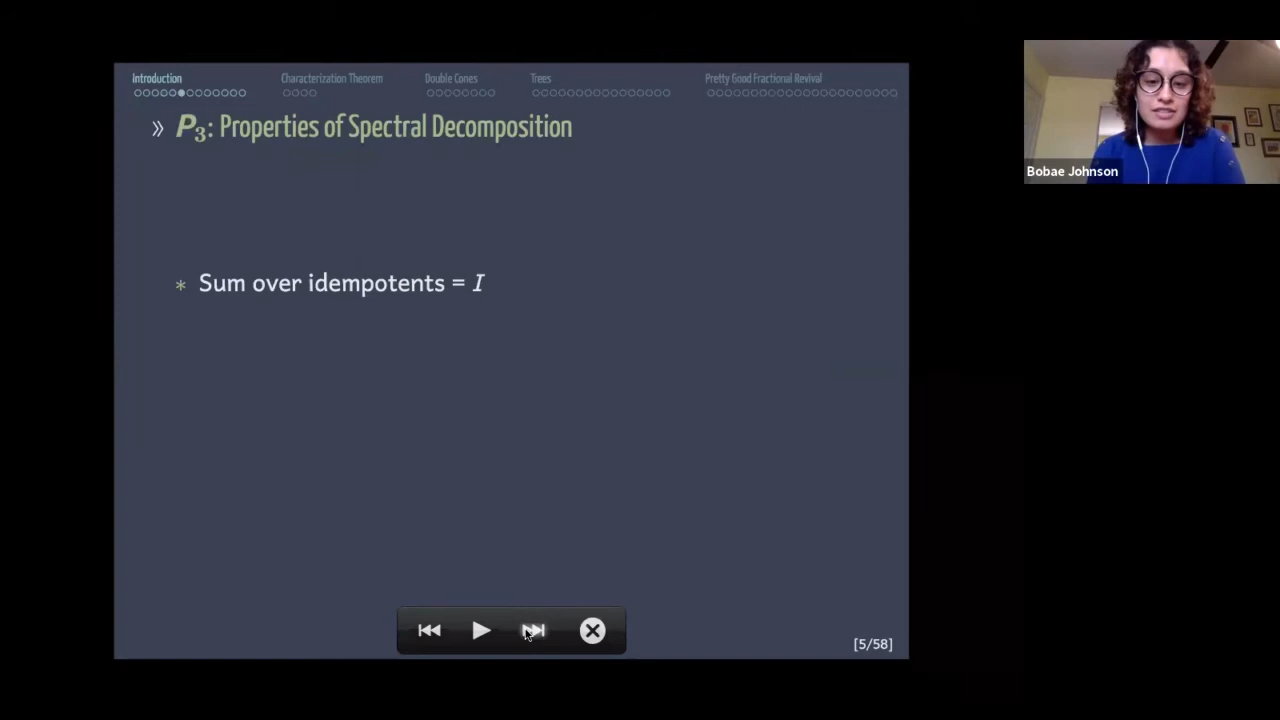 Introduction
Characterization Theorem
Double Cones
Trees
Pretty Good Fractional Revival
» P₃: Properties of Spectral Decomposition
* Sum over idempotents = I
[5/58]
Bobae Johnson